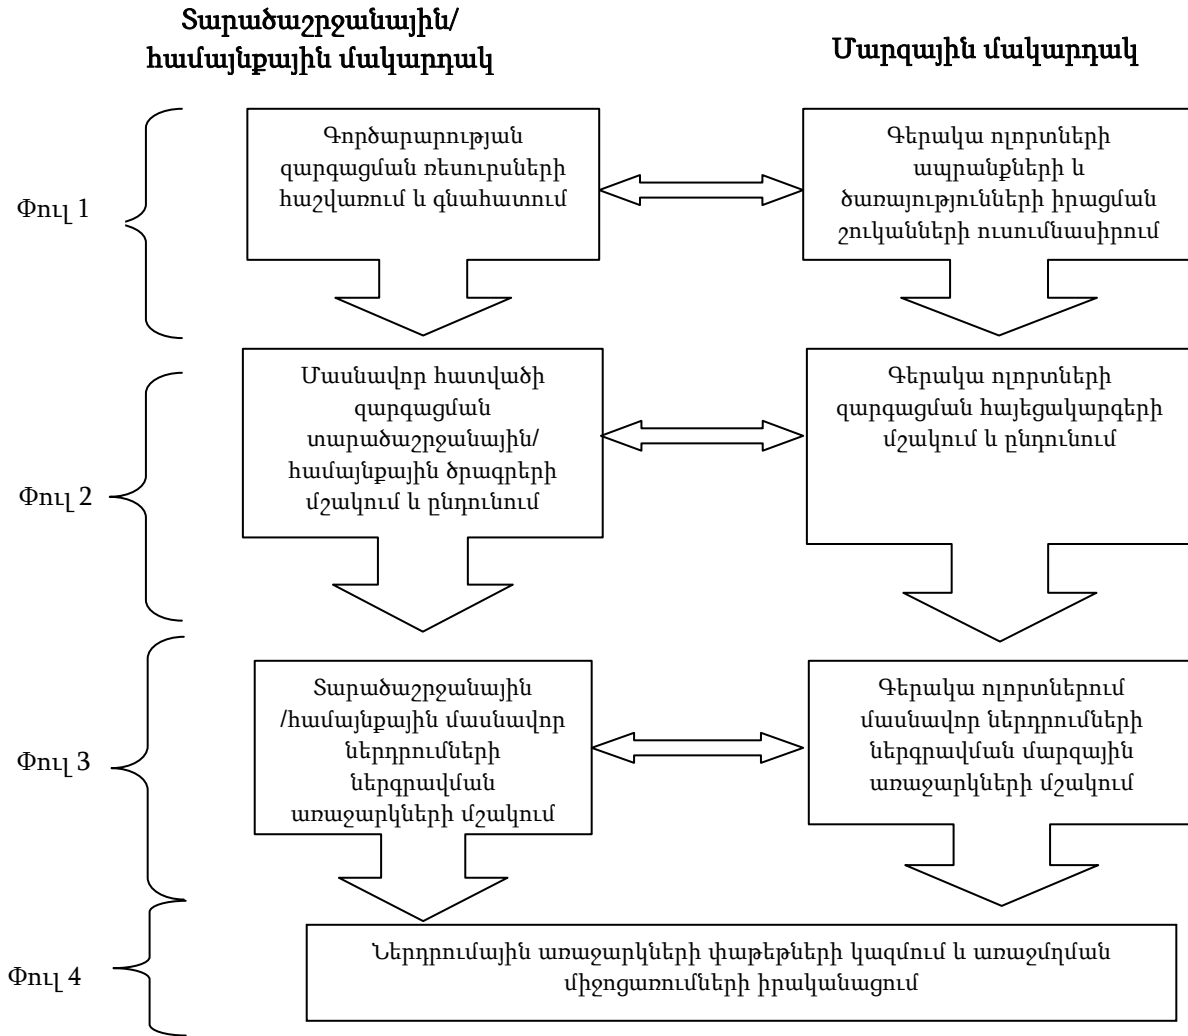 Տարածաշրջանային/
համայնքային մակարդակ
Մարզային մակարդակ
Փուլ 1
Գործարարության
զարգացման ռեսուրսների
հաշվառում և գնահատում
Գերակա ոլորտների
ապրանքների և
ծառայությունների իրացման
շուկանների ուսումնասիրում
Փուլ 2
Մասնավոր հատվածի
զարգացման
տարածաշրջանային/
համայնքային ծրագրերի
մշակում և ընդունում
Գերակա ոլորտների
զարգացման հայեցակարգերի
մշակում և ընդունում
Փուլ 3
Տարածաշրջանային
/համայնքային մասնավոր
ներդրումների
ներգրավման
առաջարկների մշակում
Գերակա ոլորտներում
մասնավոր ներդրումների
ներգրավման մարզային
առաջարկների մշակում
Փուլ 4
Ներդրումային առաջարկների փաթեթների կազմում և առաջմղման
միջոցառումների իրականացում